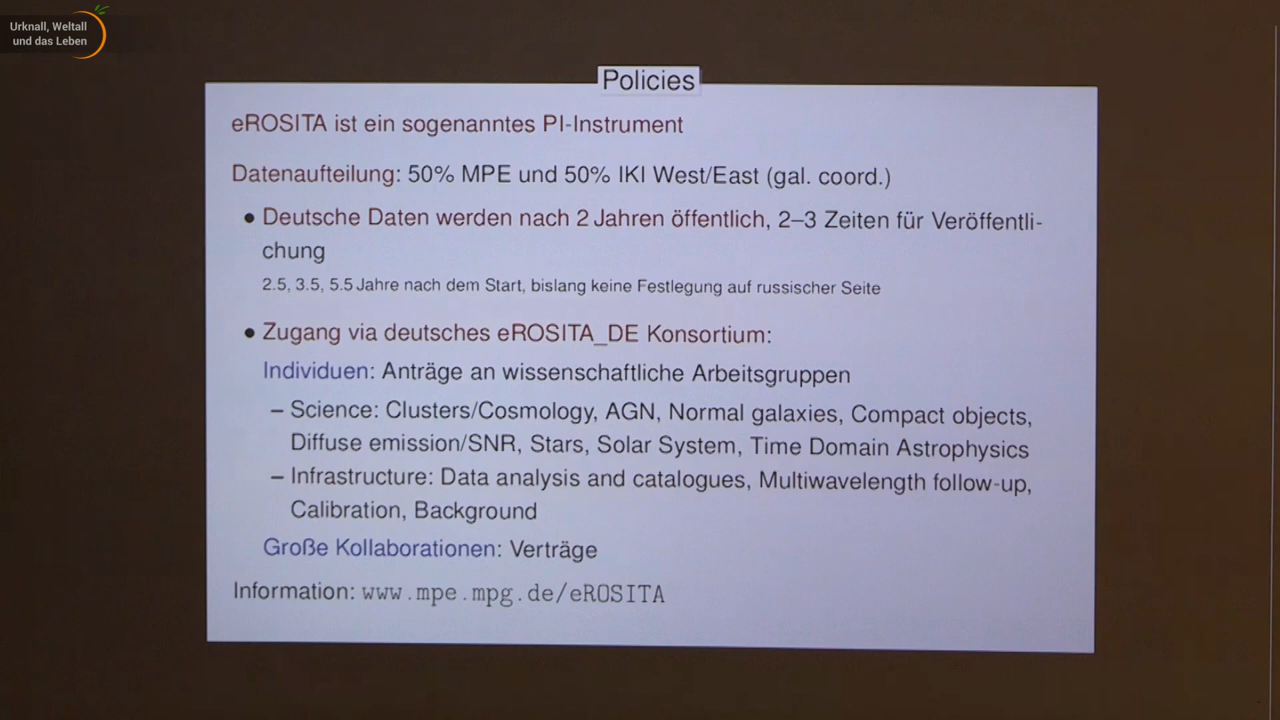 Urknall, Weltall
und das Leben
Policies
eROSITA ist ein sogenanntes PI-Instrument
Datenaufteilung: 50% MPE und 50% IKI West/East (gal. coord.)
● Deutsche Daten werden nach 2 Jahren öffentlich, 2–3 Zeiten für Veröffentli-
chung
2.5, 3.5, 5.5 Jahre nach dem Start, bislang keine Festlegung auf russischer Seite
● Zugang via deutsches eROSITA_DE Konsortium:
Individuen: Anträge an wissenschaftliche Arbeitsgruppen
– Science: Clusters/Cosmology, AGN, Normal galaxies, Compact objects,
Diffuse emission/SNR, Stars, Solar System, Time Domain Astrophysics
– Infrastructure: Data analysis and catalogues, Multiwavelength follow-up,
Calibration, Background
Große Kollaborationen: Verträge
Information: www.mpe.mpg.de/eROSITA